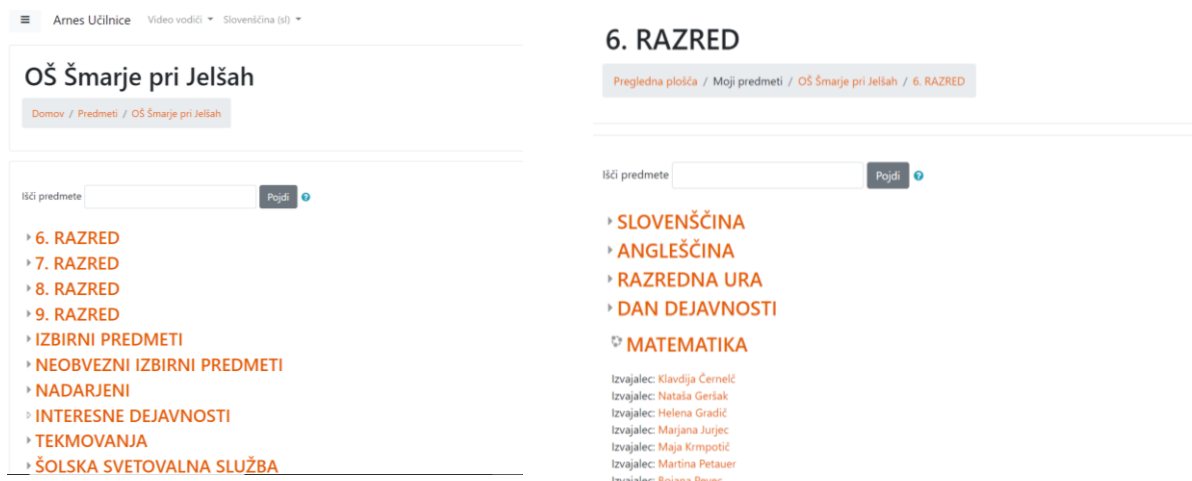 Arnes Učilnice Video vodiči Slovenščina (sl)
OŠ Šmarje pri Jelšah
Domov / Predmeti / OŠ Šmarje pri Jelšah
Išči predmete Pojdi
6. RAZRED
7. RAZRED
8. RAZRED
9. RAZRED
IZBIRNI PREDMETI
NEOBVEZNI IZBIRNI PREDMETI
NADARJENI
INTERESNE DEJAVNOSTI
TEKMOVANJA
ŠOLSKA SVETOVALNA SLUŽBA
6. RAZRED
Pregledna plošča / Moji predmeti / OŠ Šmarje pri Jelšah / 6. RAZRED
Išči predmete Pojdi
SLOVENŠČINA
ANGLEŠČINA
RAZREDNA URA
DAN DEJAVNOSTI
MATEMATIKA
Izvajalec: Klavdija Černelč
Izvajalec: Nataša Geršak
Izvajalec: Helena Gradič
Izvajalec: Marjana Jurjec
Izvajalec: Maja Krmpotič
Izvajalec: Martina Petauer
Izvajalec: Bojana Pevec